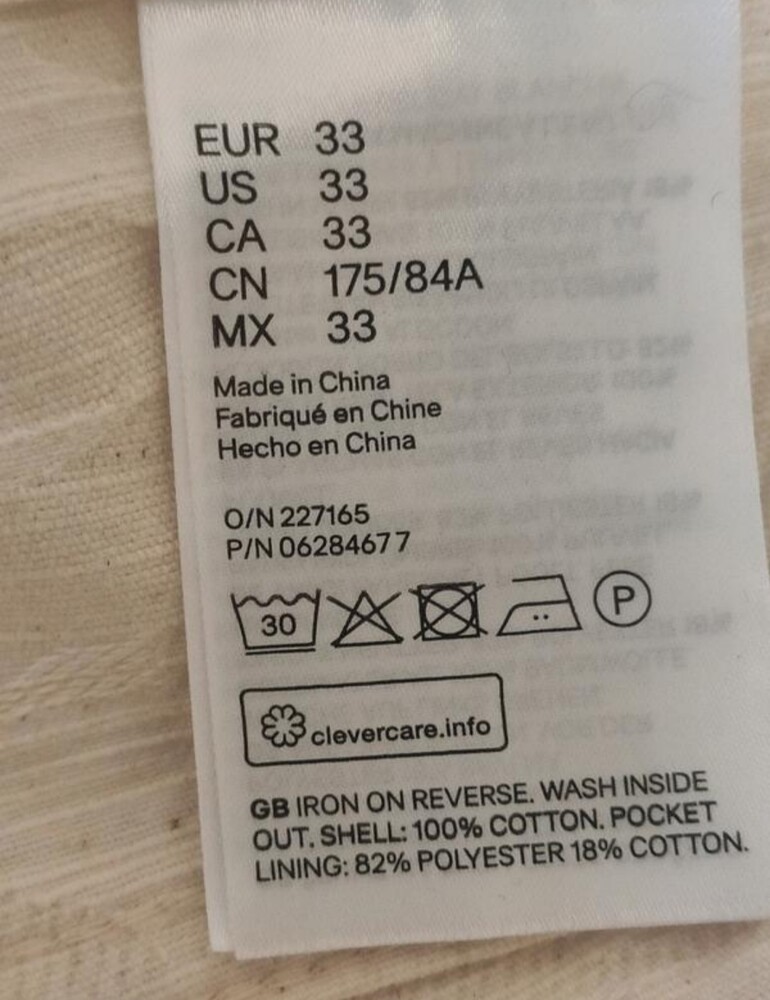 EUR 33
US 33
CA 33
CN 175/84A
MX 33
Made in China
Fabriqué en Chine
Hecho en China
O/N 227165
P/N 06284677
30
P
clevercare.info
GB IRON ON REVERSE. WASH INSIDE
OUT. SHELL: 100% COTTON. POCKET
LINING: 82% POLYESTER 18% COTTON.